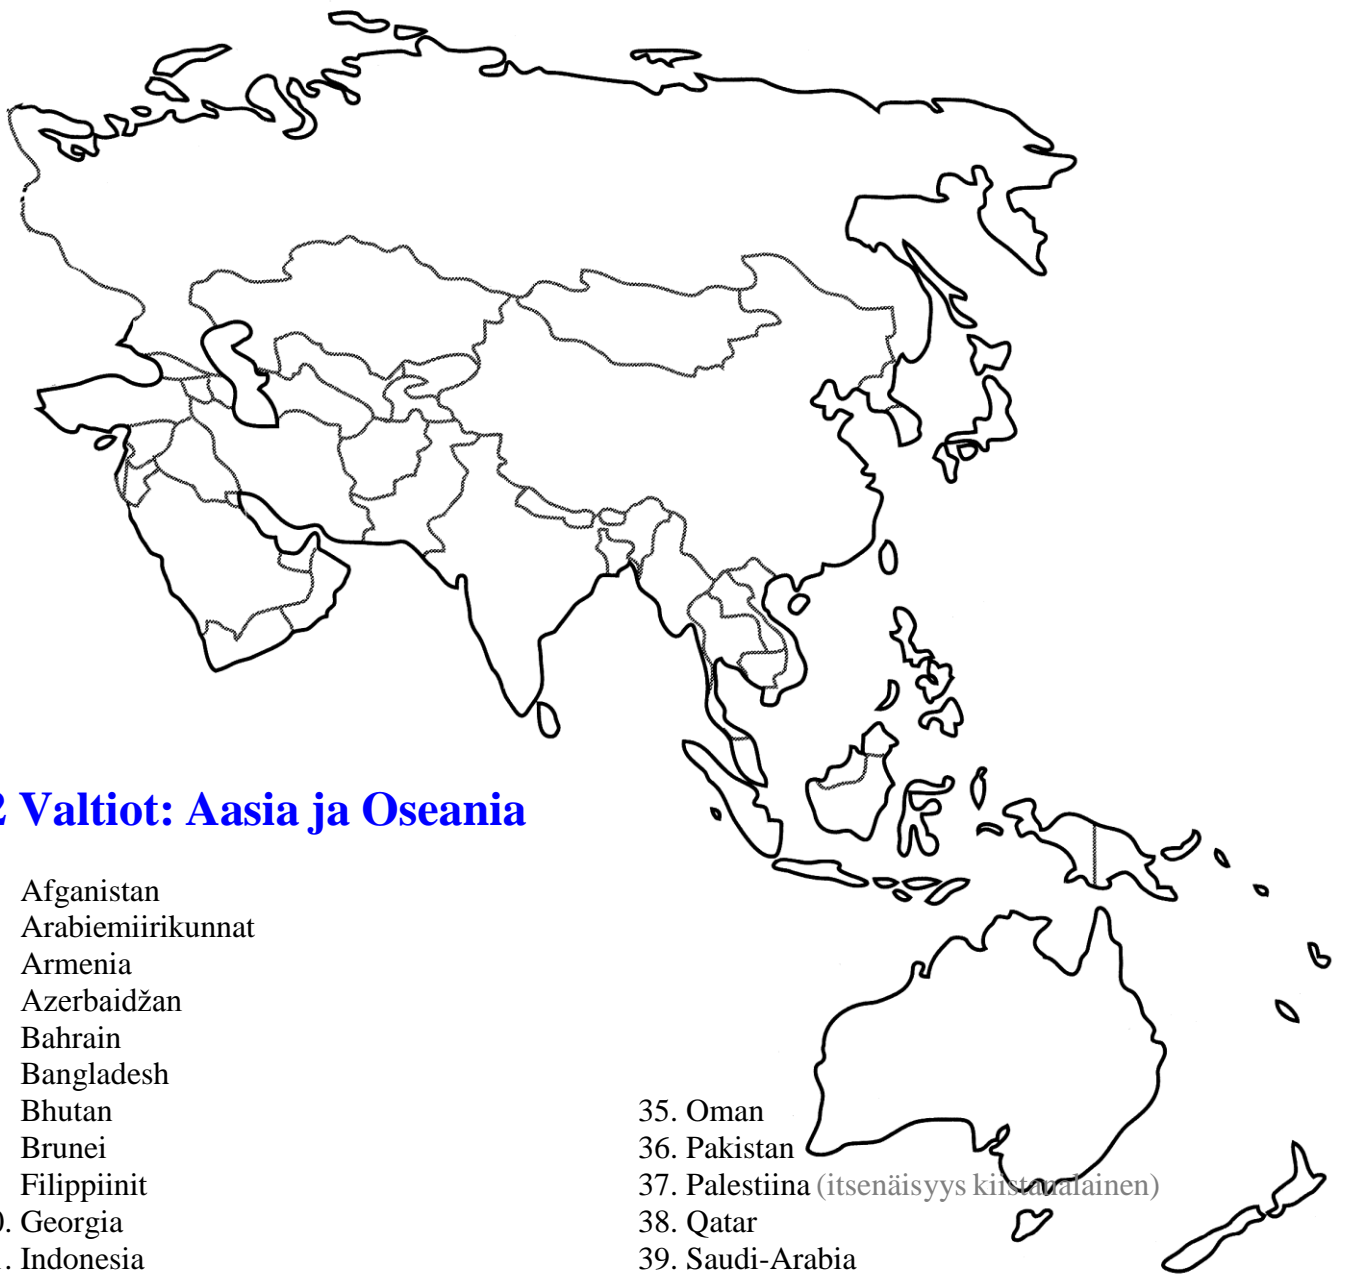 2 Valtiot: Aasia ja Oseania
Afganistan
Arabiemiirikunnat
Armenia
Azerbaidžan
Bahrain
Bangladesh
Bhutan
Brunei
Filippiinit
. Georgia
. Indonesia
35. Oman
36. Pakistan
37. Palestiina (itsenäisyys kiistanalainen)
38. Qatar
39. Saudi-Arabia